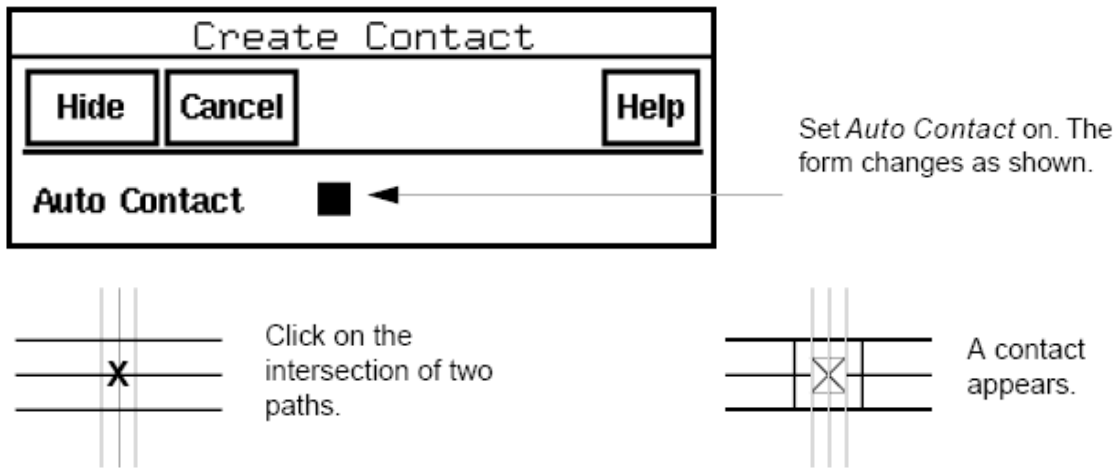 Create Contact
Hide Cancel Help
Set Auto Contact on. The
form changes as shown.
Auto Contact
X
Click on the
intersection of two
paths.
A contact
appears.